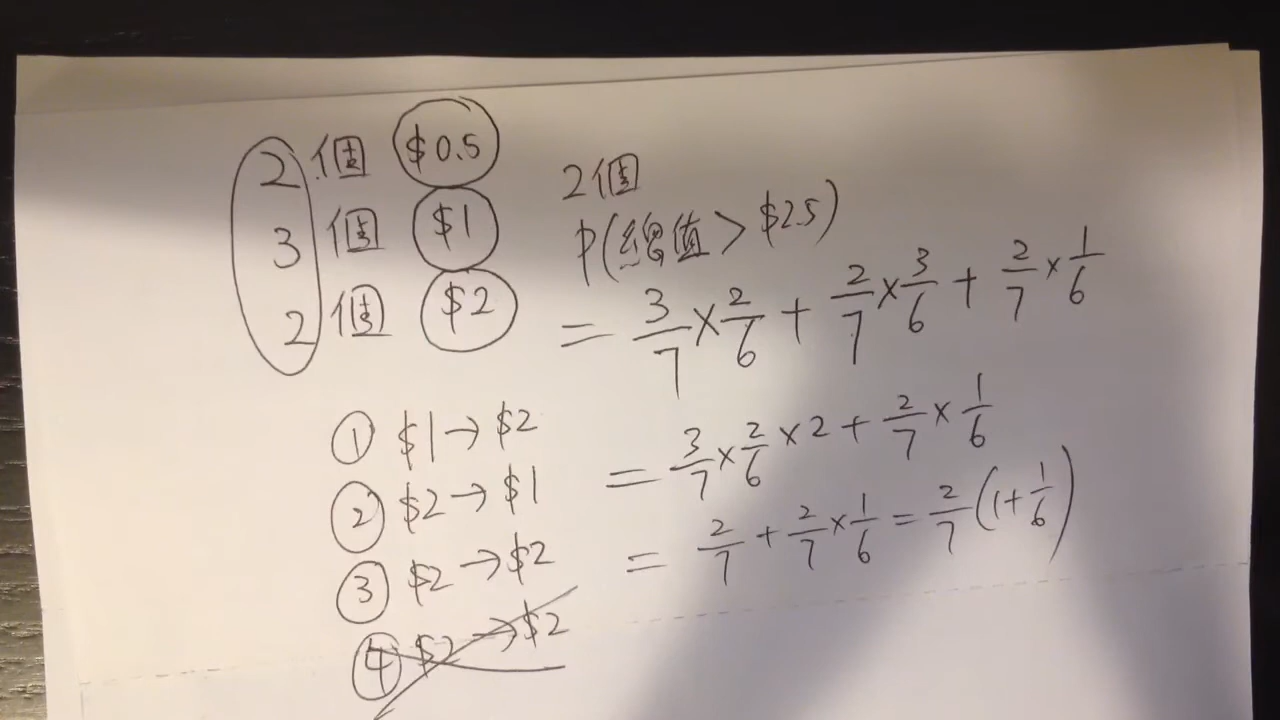 2個 $0.5
3個 $1
2個 $2
① $1→$2
② $2→$1
③ $2→$2
④ $2→$2
2個
P(總值 > $2.5)
= 3/7 × 2/6 + 2/7 × 3/6 + 2/7 × 1/6
= 3/7 × 2/6 × 2 + 2/7 × 1/6
= 2/7 + 2/7 × 1/6 = 2/7 (1 + 1/6)